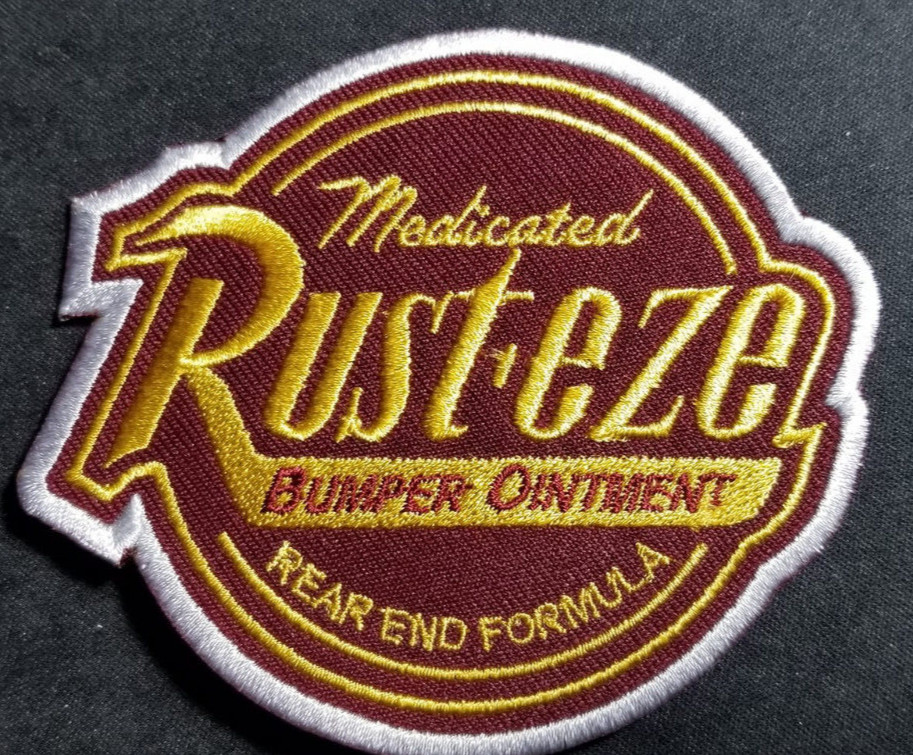 Medicated
Rust-eze
BUMPER OINTMENT
REAR END FORMULA